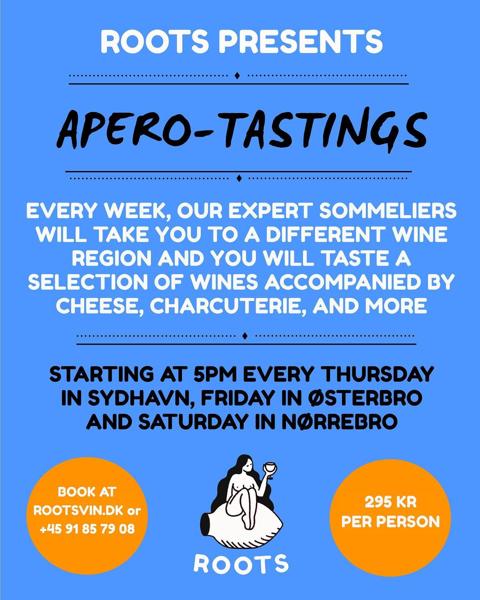 ROOTS PRESENTS
APERO-TASTINGS
EVERY WEEK, OUR EXPERT SOMMELIERS
WILL TAKE YOU TO A DIFFERENT WINE
REGION AND YOU WILL TASTE A
SELECTION OF WINES ACCOMPANIED BY
CHEESE, CHARCUTERIE, AND MORE
STARTING AT 5PM EVERY THURSDAY
IN SYDHAVN, FRIDAY IN ØSTERBRO
AND SATURDAY IN NØRREBRO
BOOK AT
ROOTSVIN.DK or
+45 91 85 79 08
ROOTS
295 KR
PER PERSON